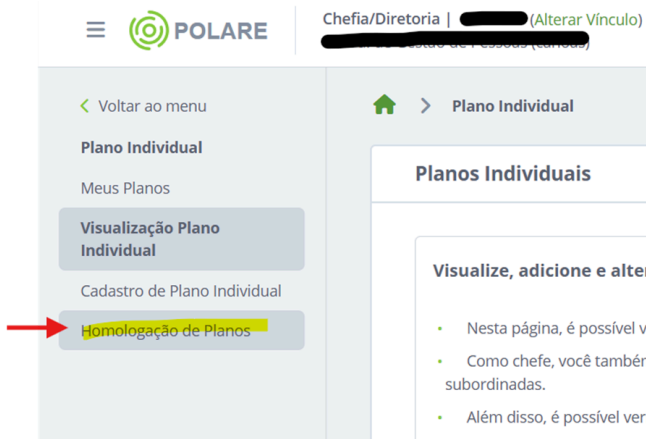 Chefia/Diretoria | (Alterar Vínculo)
POLARE
Voltar ao menu
Plano Individual
Meus Planos
Visualização Plano
Individual
Cadastro de Plano Individual
Homologação de Planos
Plano Individual
Planos Individuais
Visualize, adicione e alte
Nesta página, é possível v
Como chefe, você també
subordinadas.
Além disso, é possível ver